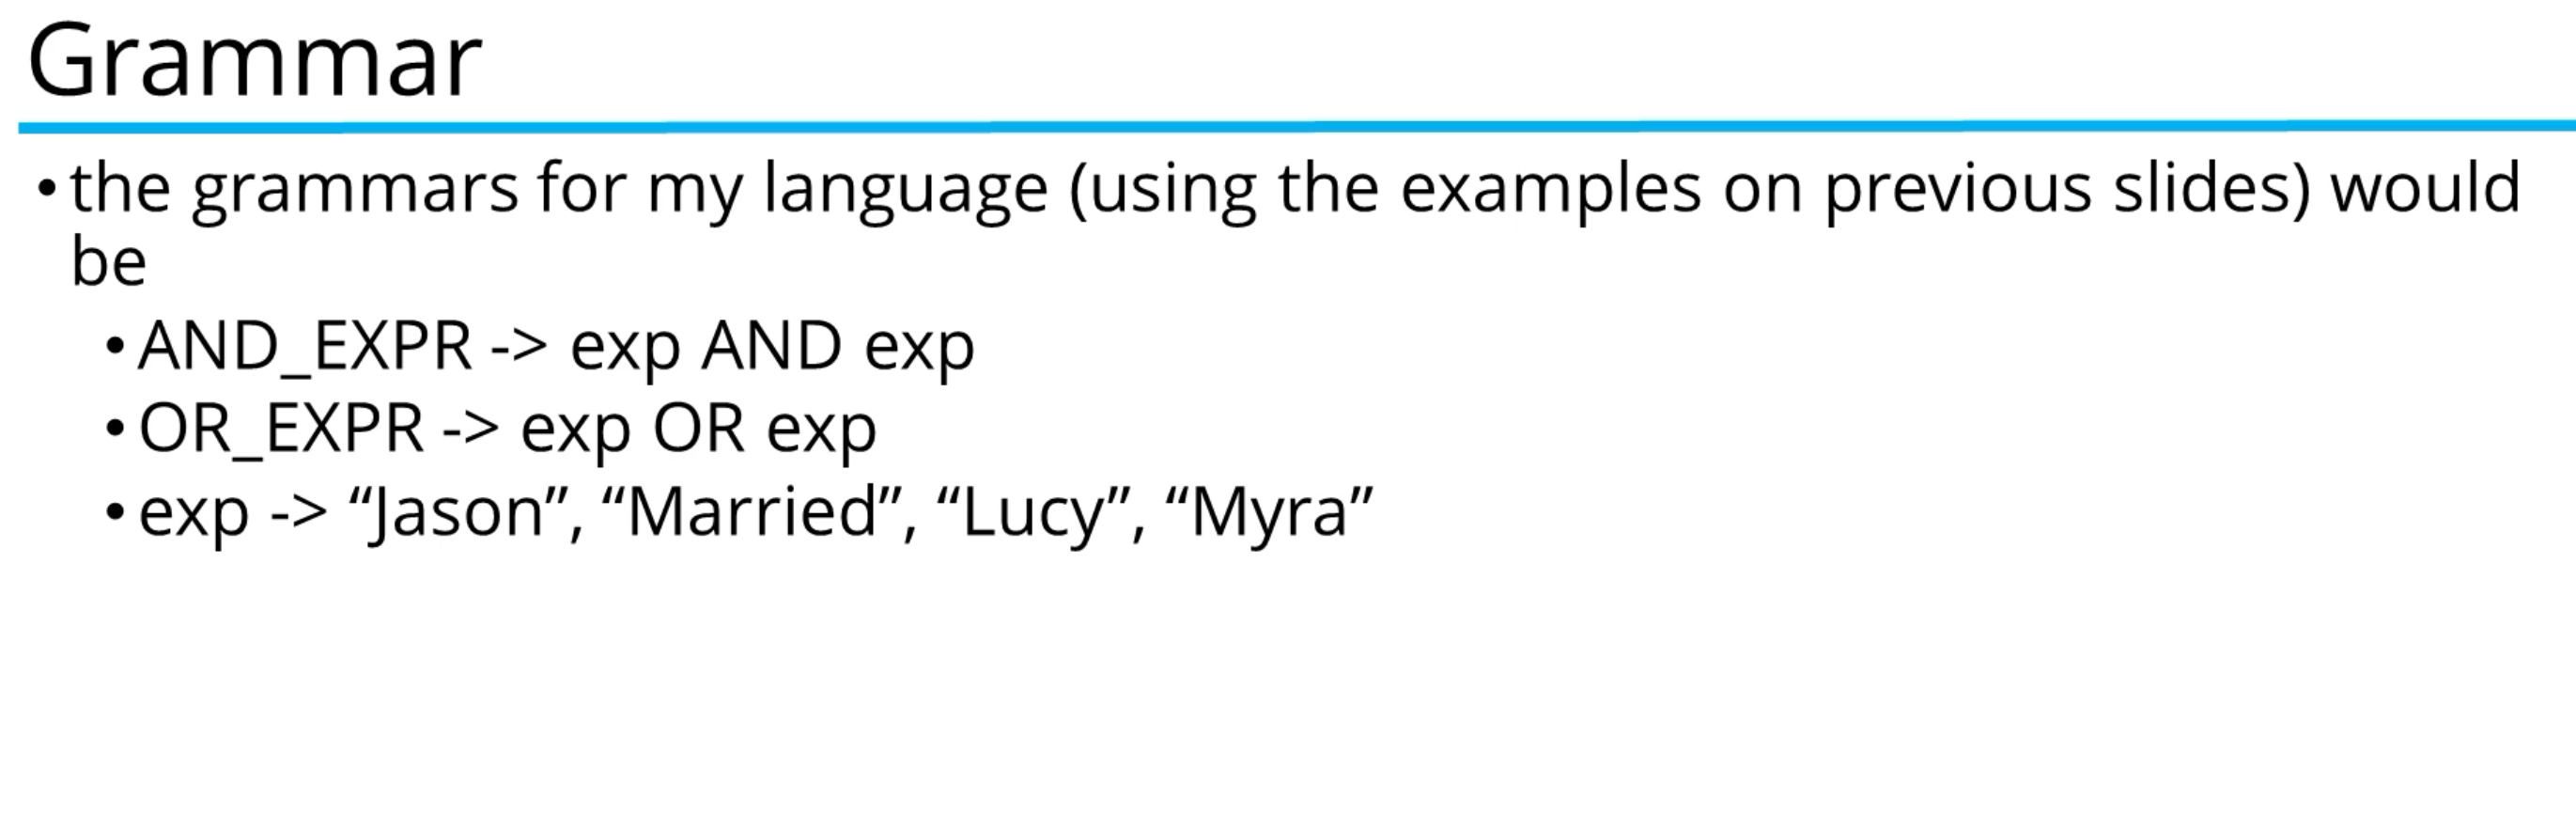 Grammar
• the grammars for my language (using the examples on previous slides) would
be
• AND_EXPR -> exp AND exp
• OR_EXPR -> exp OR exp
• exp -> “Jason”, “Married”, “Lucy”, “Myra”